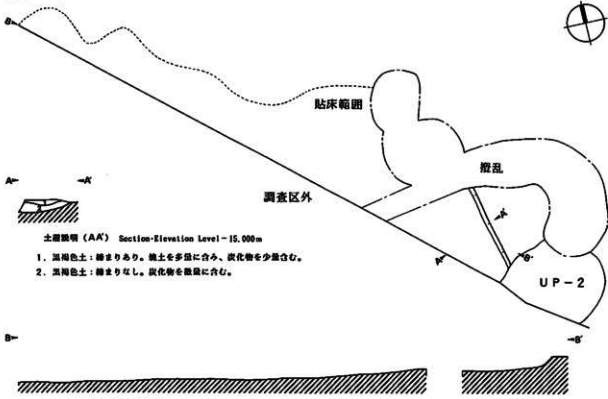 B
貼床範囲
撹乱
調査区外
A
A'
A'
B'
A
UP-2
土層説明 (AA') Section-Elevation Level-15.000m
1. 黒褐色土：締まりあり。焼土を多量に含み、炭化物を少量含む。
2. 黒褐色土：締まりなし。炭化物を微量に含む。
B
B'